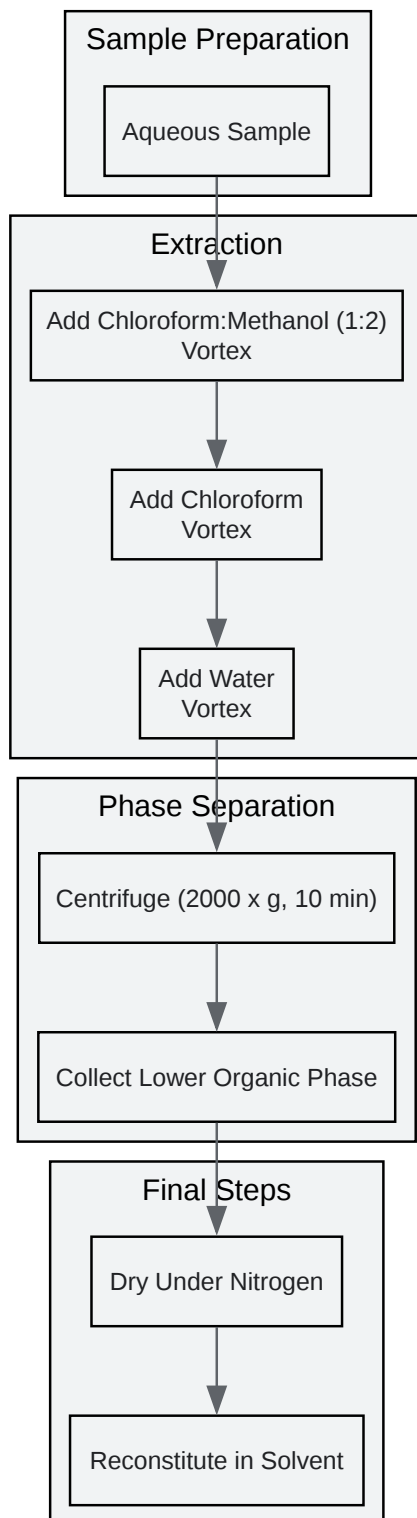 Sample Preparation
Aqueous Sample
Extraction
Add Chloroform:Methanol (1:2)
Vortex
Add Chloroform
Vortex
Add Water
Vortex
Phase Separation
Centrifuge (2000 x g, 10 min)
Collect Lower Organic Phase
Final Steps
Dry Under Nitrogen
Reconstitute in Solvent